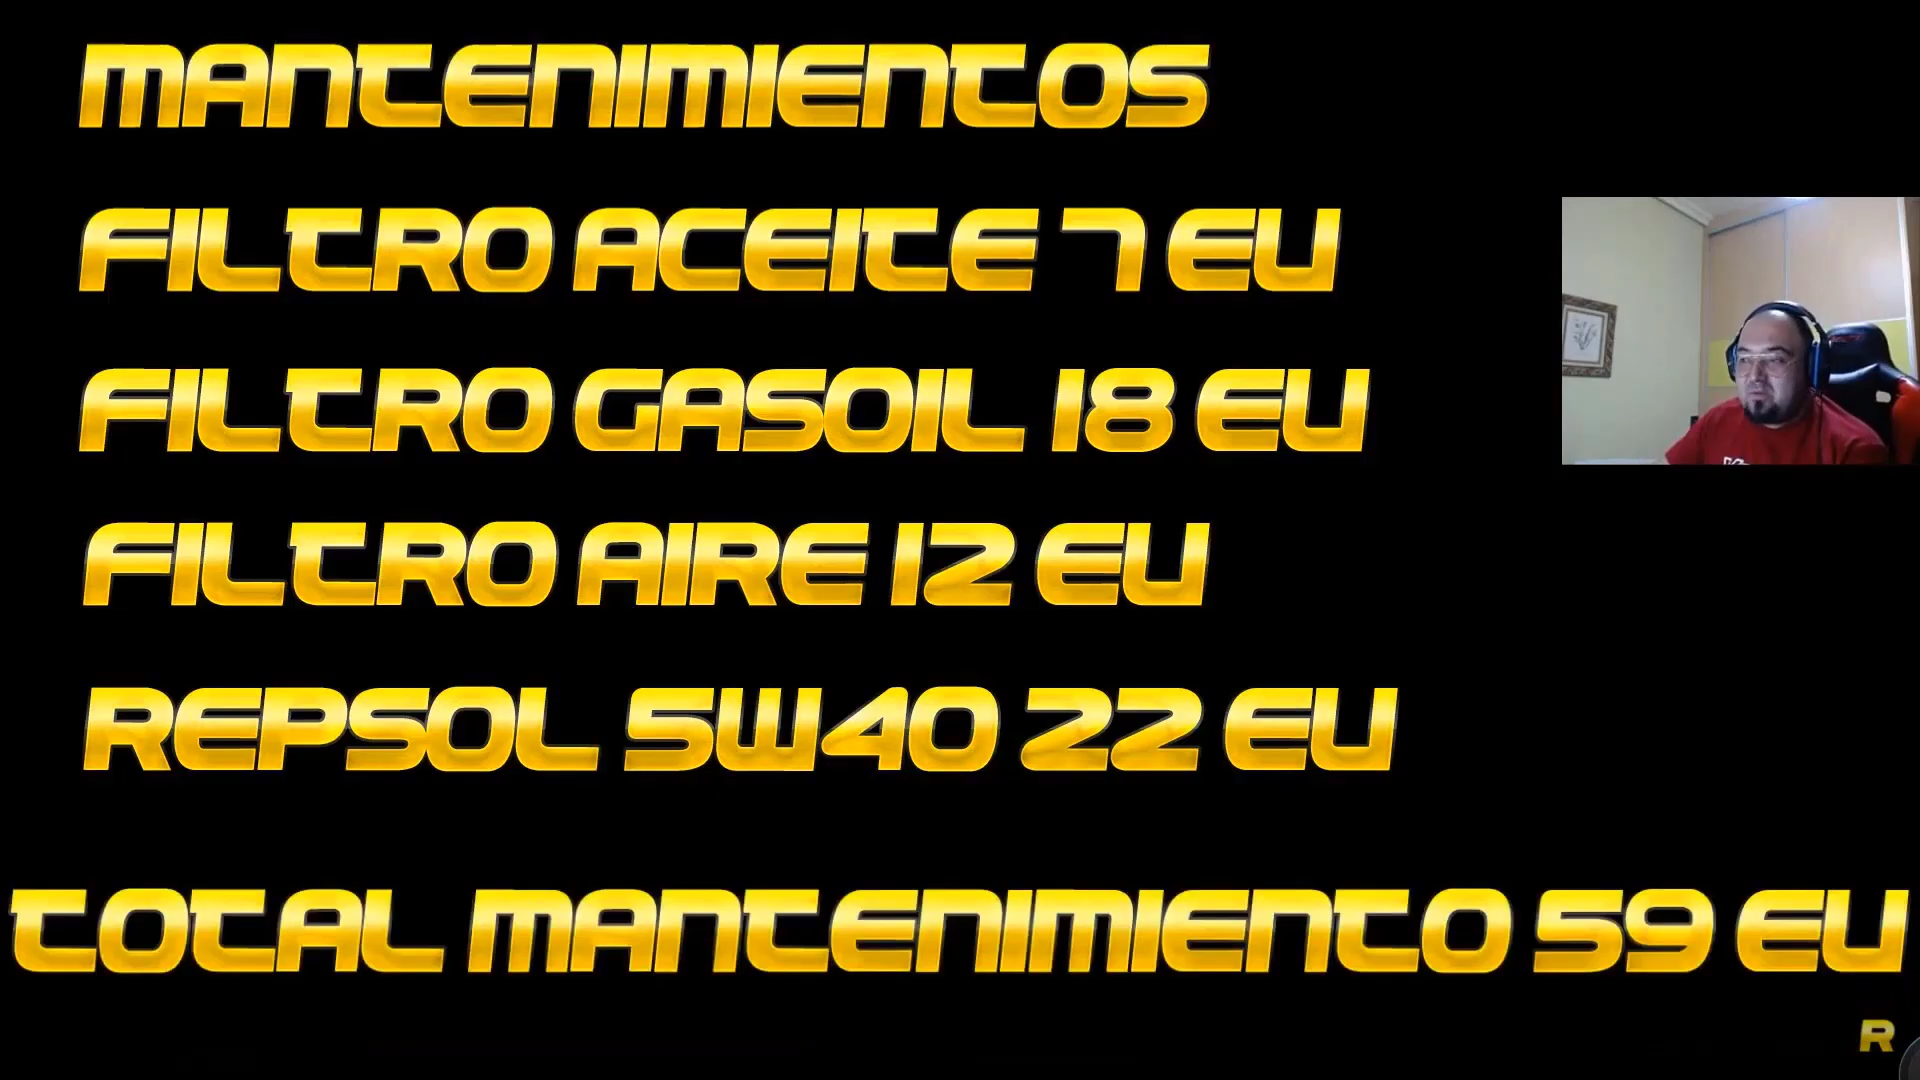 MANTENIMIENTOS
FILTRO ACEITE 7 EU
FILTRO GASOIL 18 EU
FILTRO AIRE 12 EU
REPSOL 5W40 22 EU
TOTAL MANTENIMIENTO 59 EU
R